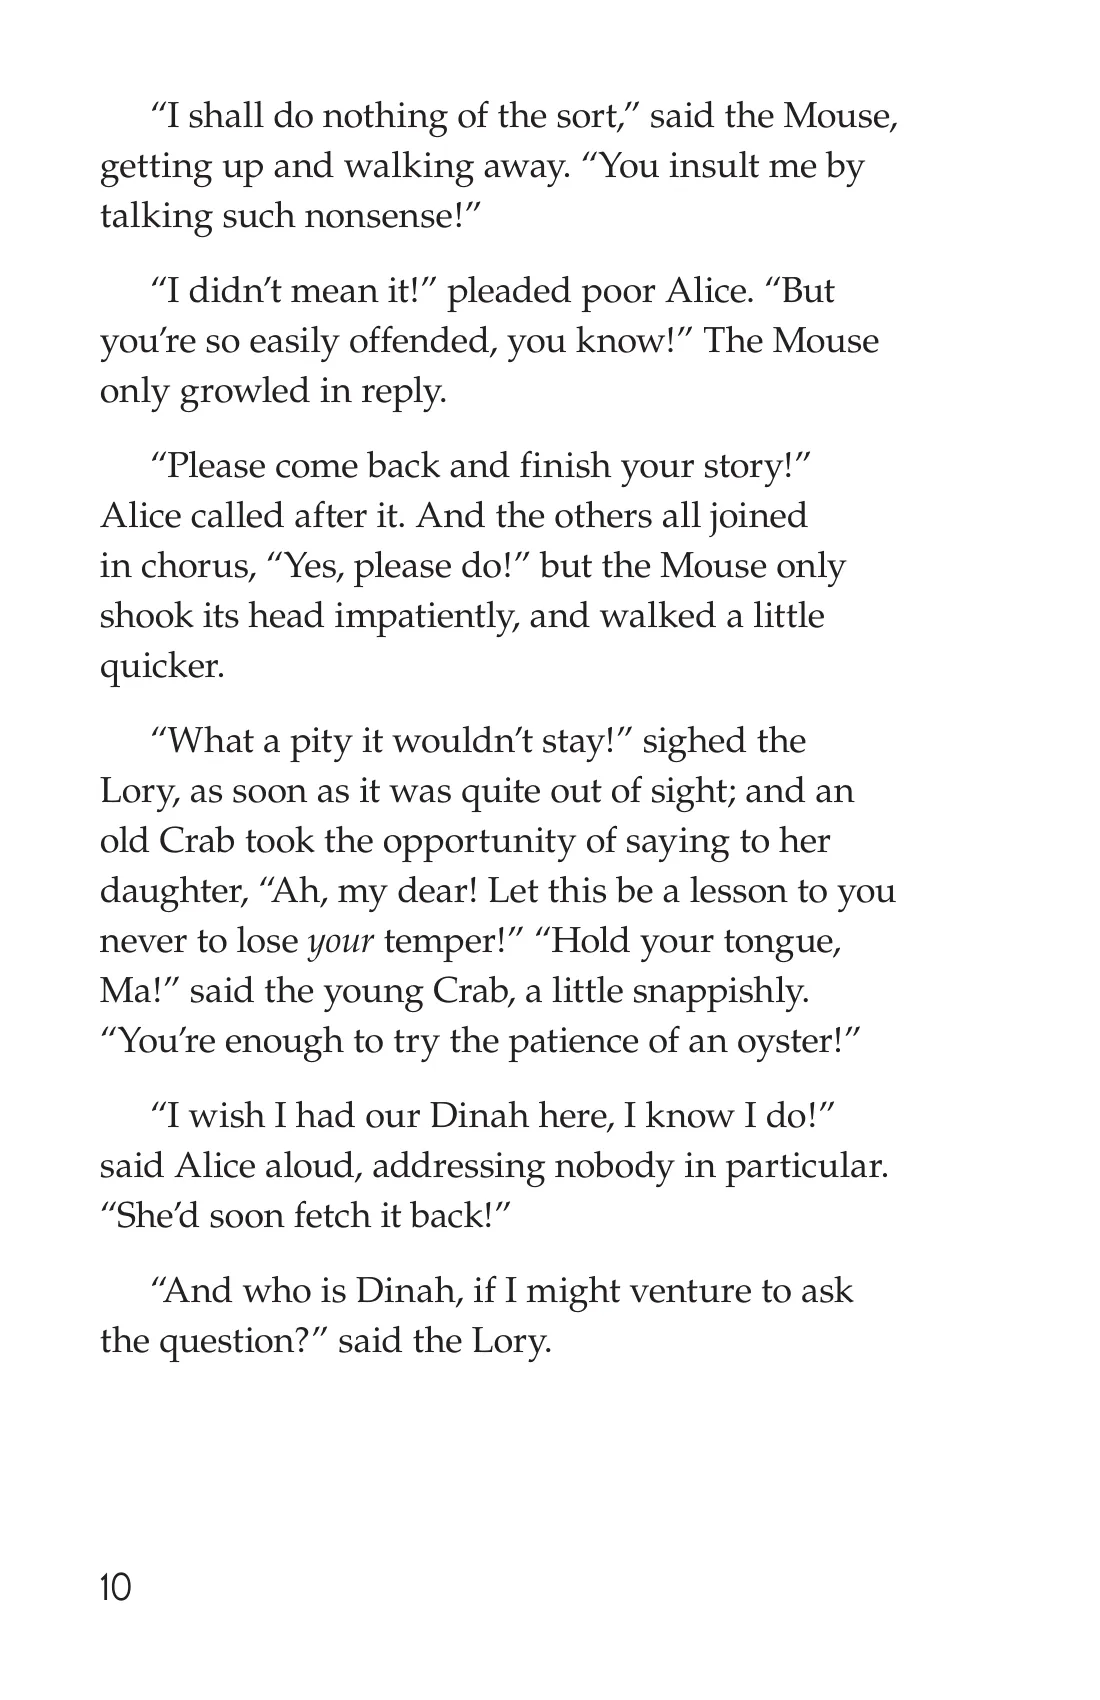 “I shall do nothing of the sort,” said the Mouse,
getting up and walking away. “You insult me by
talking such nonsense!”
“I didn’t mean it!” pleaded poor Alice. “But
you’re so easily offended, you know!” The Mouse
only growled in reply.
“Please come back and finish your story!”
Alice called after it. And the others all joined
in chorus, “Yes, please do!” but the Mouse only
shook its head impatiently, and walked a little
quicker.
“What a pity it wouldn’t stay!” sighed the
Lory, as soon as it was quite out of sight; and an
old Crab took the opportunity of saying to her
daughter, “Ah, my dear! Let this be a lesson to you
never to lose your temper!” “Hold your tongue,
Ma!” said the young Crab, a little snappishly.
“You’re enough to try the patience of an oyster!”
“I wish I had our Dinah here, I know I do!”
said Alice aloud, addressing nobody in particular.
“She’d soon fetch it back!”
“And who is Dinah, if I might venture to ask
the question?” said the Lory.
10